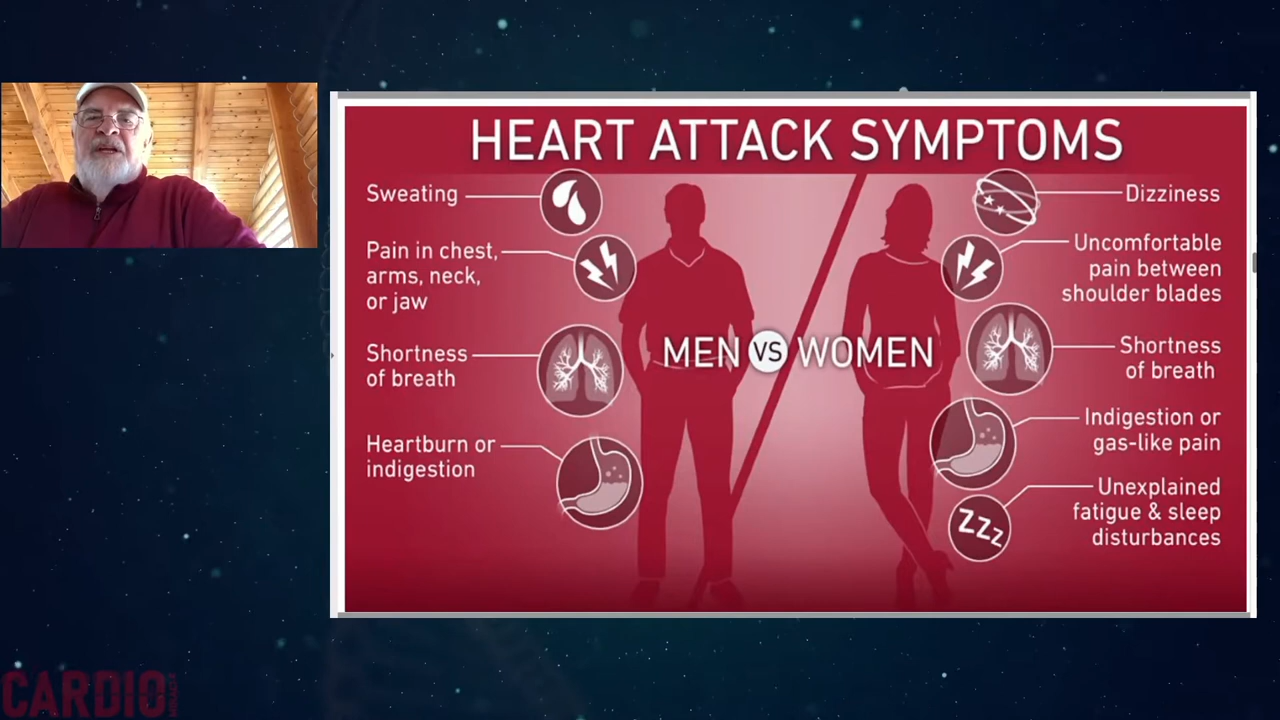 HEART ATTACK SYMPTOMS
Sweating
Pain in chest,
arms, neck,
or jaw
Shortness
of breath
Heartburn or
indigestion
MEN VS WOMEN
Dizziness
Uncomfortable
pain between
shoulder blades
Shortness
of breath
Indigestion or
gas-like pain
Unexplained
fatigue & sleep
disturbances
ZZZ
CARDIO